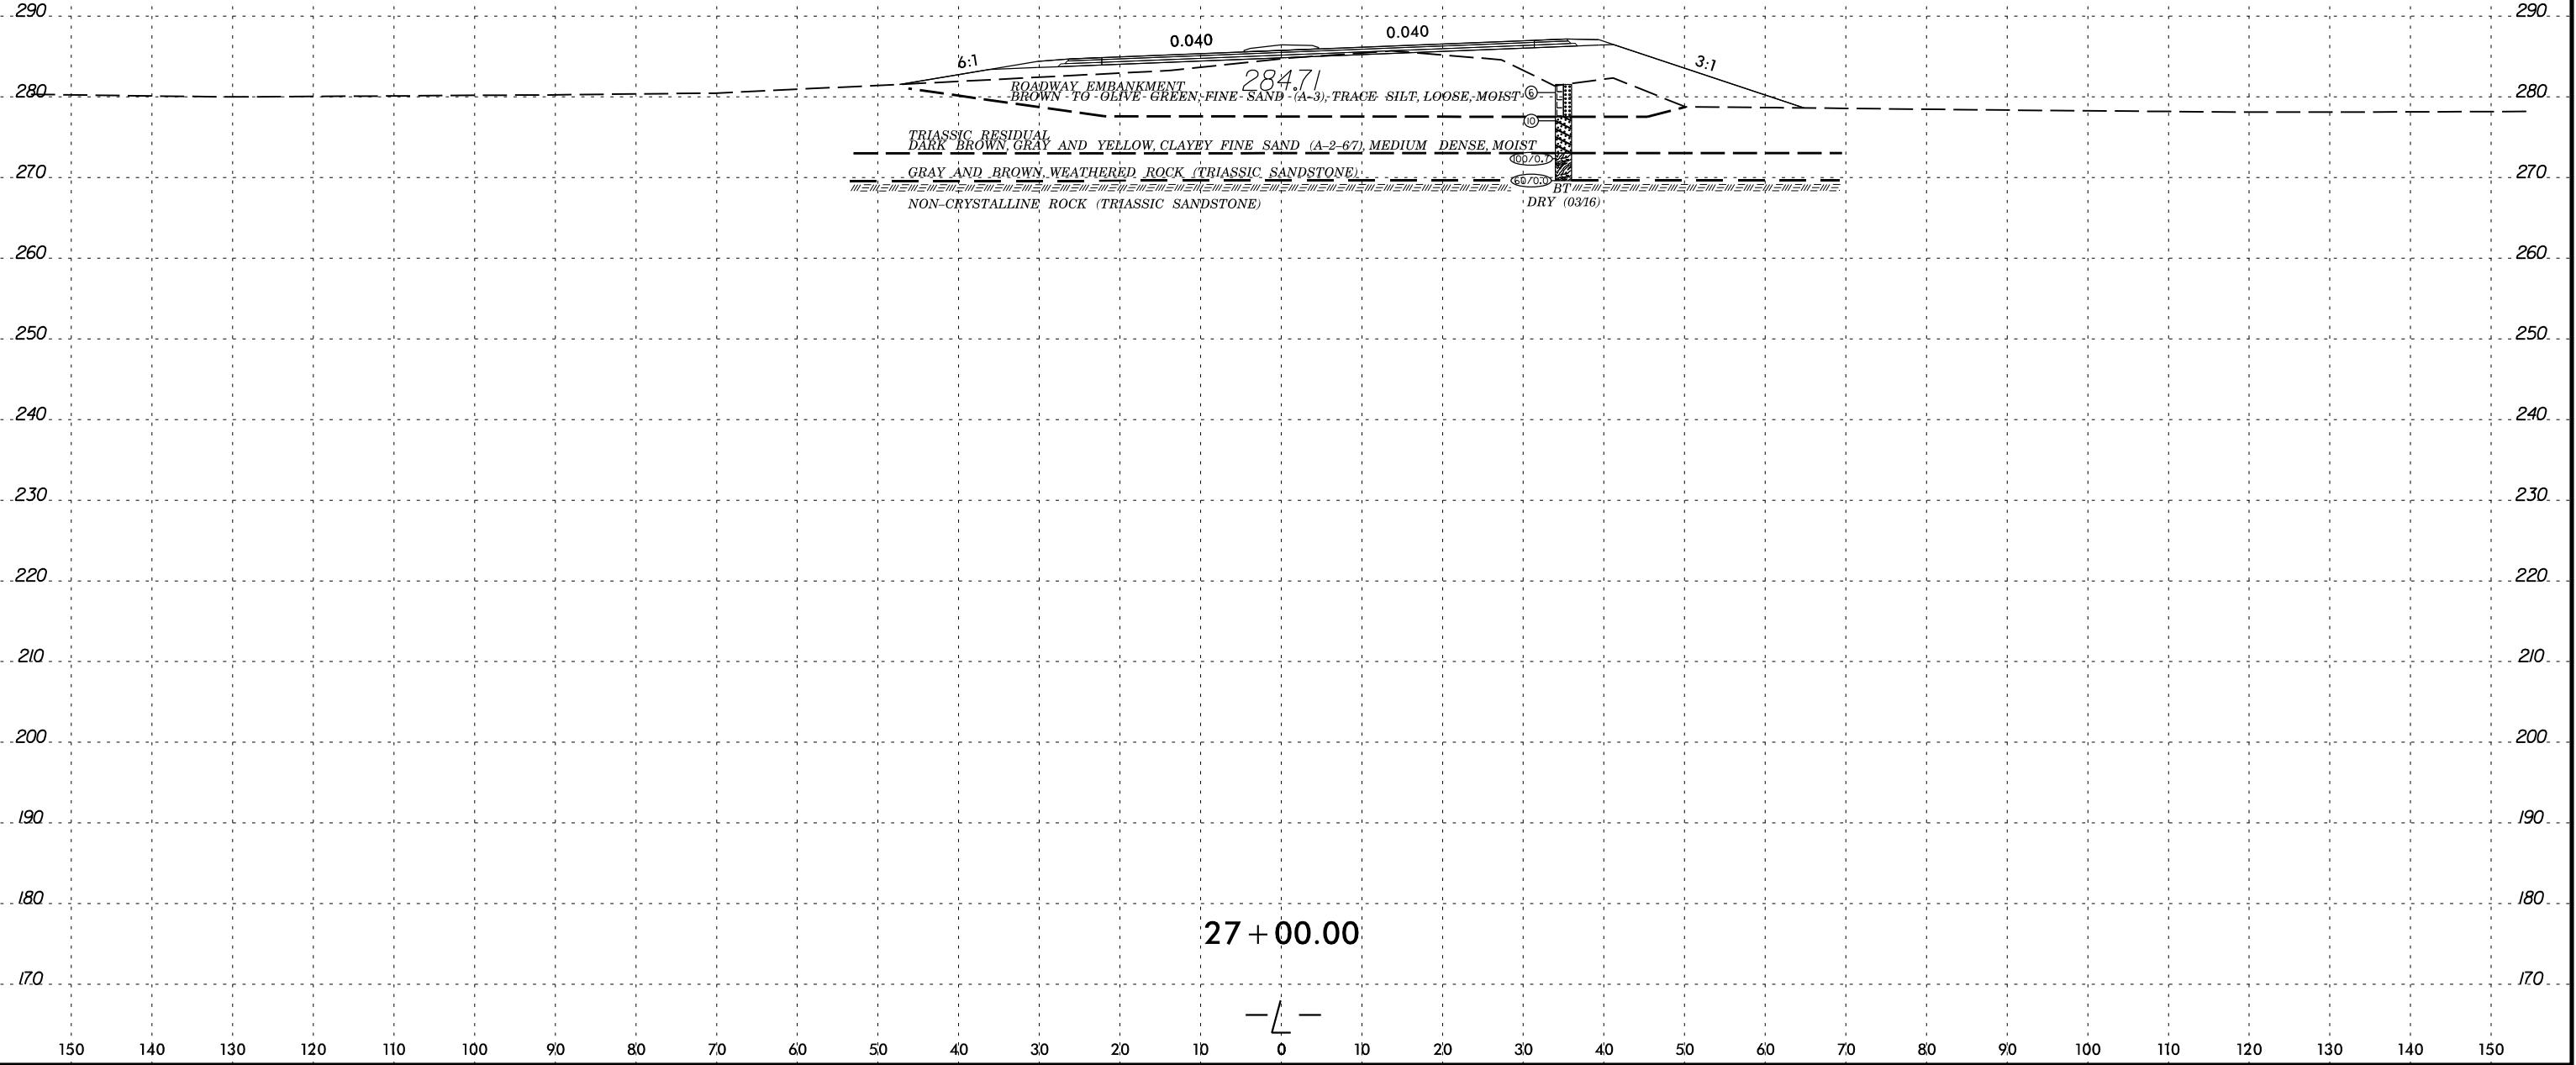 290 290
0.040 0.040
6:1 3:1
284.71
280 280
ROADWAY EMBANKMENT
BROWN TO OLIVE GREEN, FINE SAND (A-3), TRACE SILT, LOOSE, MOIST 6
10
TRIASSIC RESIDUAL
DARK BROWN, GRAY AND YELLOW, CLAYEY FINE SAND (A-2-6/7), MEDIUM DENSE, MOIST
100/0.7
270 270
GRAY AND BROWN, WEATHERED ROCK (TRIASSIC SANDSTONE)
60/0.0
BT
NON-CRYSTALLINE ROCK (TRIASSIC SANDSTONE) DRY (03/16)
260 260
250 250
240 240
230 230
220 220
210 210
200 200
190 190
180 180
27+00.00
170 170
-L-
150 140 130 120 110 100 90 80 70 60 50 40 30 20 10 0 10 20 30 40 50 60 70 80 90 100 110 120 130 140 150